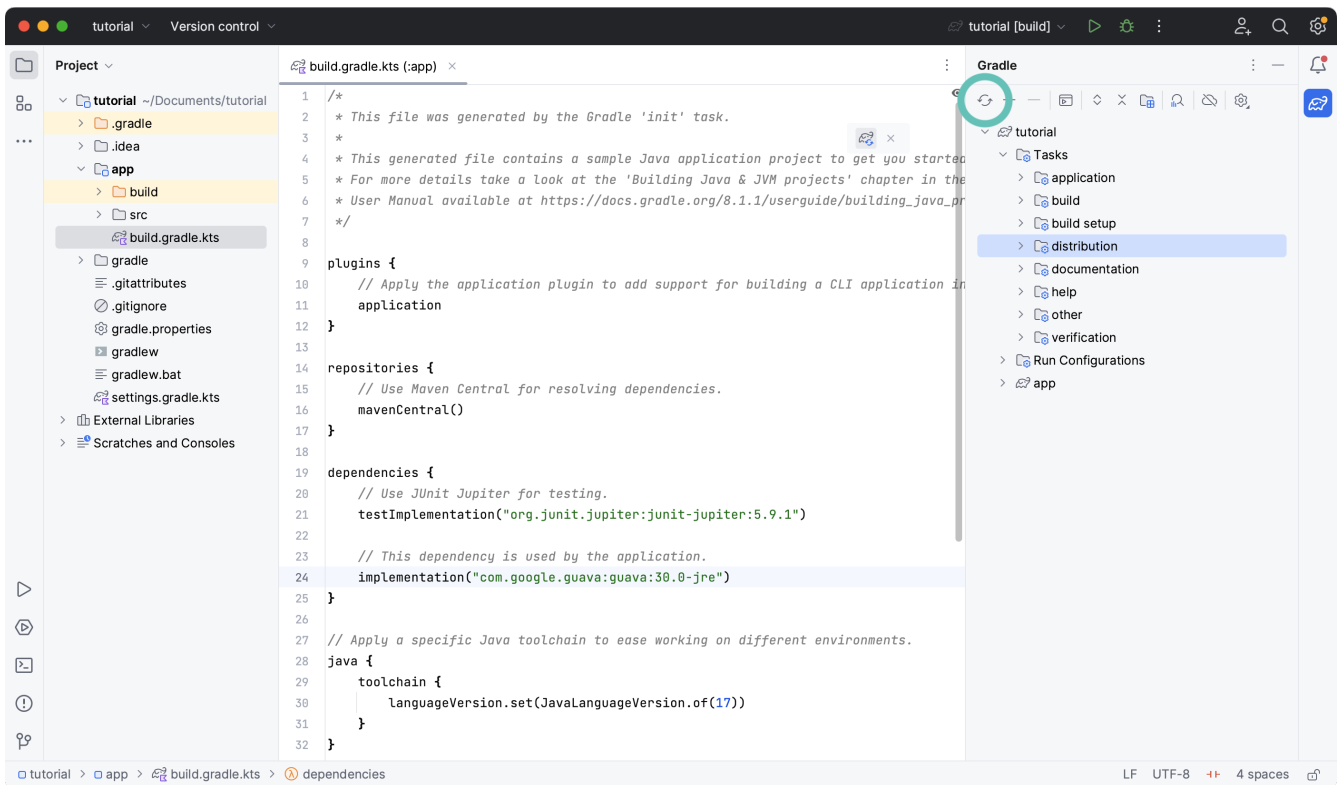 tutorial
Version control
tutorial [build]
Project
tutorial ~/Documents/tutorial
.gradle
.idea
app
build
src
build.gradle.kts
gradle
.gitattributes
.gitignore
gradle.properties
gradlew
gradlew.bat
settings.gradle.kts
External Libraries
Scratches and Consoles
build.gradle.kts (:app)
1 /*
2 * This file was generated by the Gradle 'init' task.
3 *
4 * This generated file contains a sample Java application project to get you started
5 * For more details take a look at the 'Building Java & JVM projects' chapter in the
6 * User Manual available at https://docs.gradle.org/8.1.1/userguide/building_java_pr
7 */
8
9 plugins {
10 // Apply the application plugin to add support for building a CLI application in
11 application
12 }
13
14 repositories {
15 // Use Maven Central for resolving dependencies.
16 mavenCentral()
17 }
18
19 dependencies {
20 // Use JUnit Jupiter for testing.
21 testImplementation("org.junit.jupiter:junit-jupiter:5.9.1")
22
23 // This dependency is used by the application.
24 implementation("com.google.guava:guava:30.0-jre")
25 }
26
27 // Apply a specific Java toolchain to ease working on different environments.
28 java {
29 toolchain {
30 languageVersion.set(JavaLanguageVersion.of(17))
31 }
32 }
Gradle
tutorial
Tasks
application
build
build setup
distribution
documentation
help
other
verification
Run Configurations
app
tutorial > app > build.gradle.kts > dependencies
LF UTF-8 4 spaces